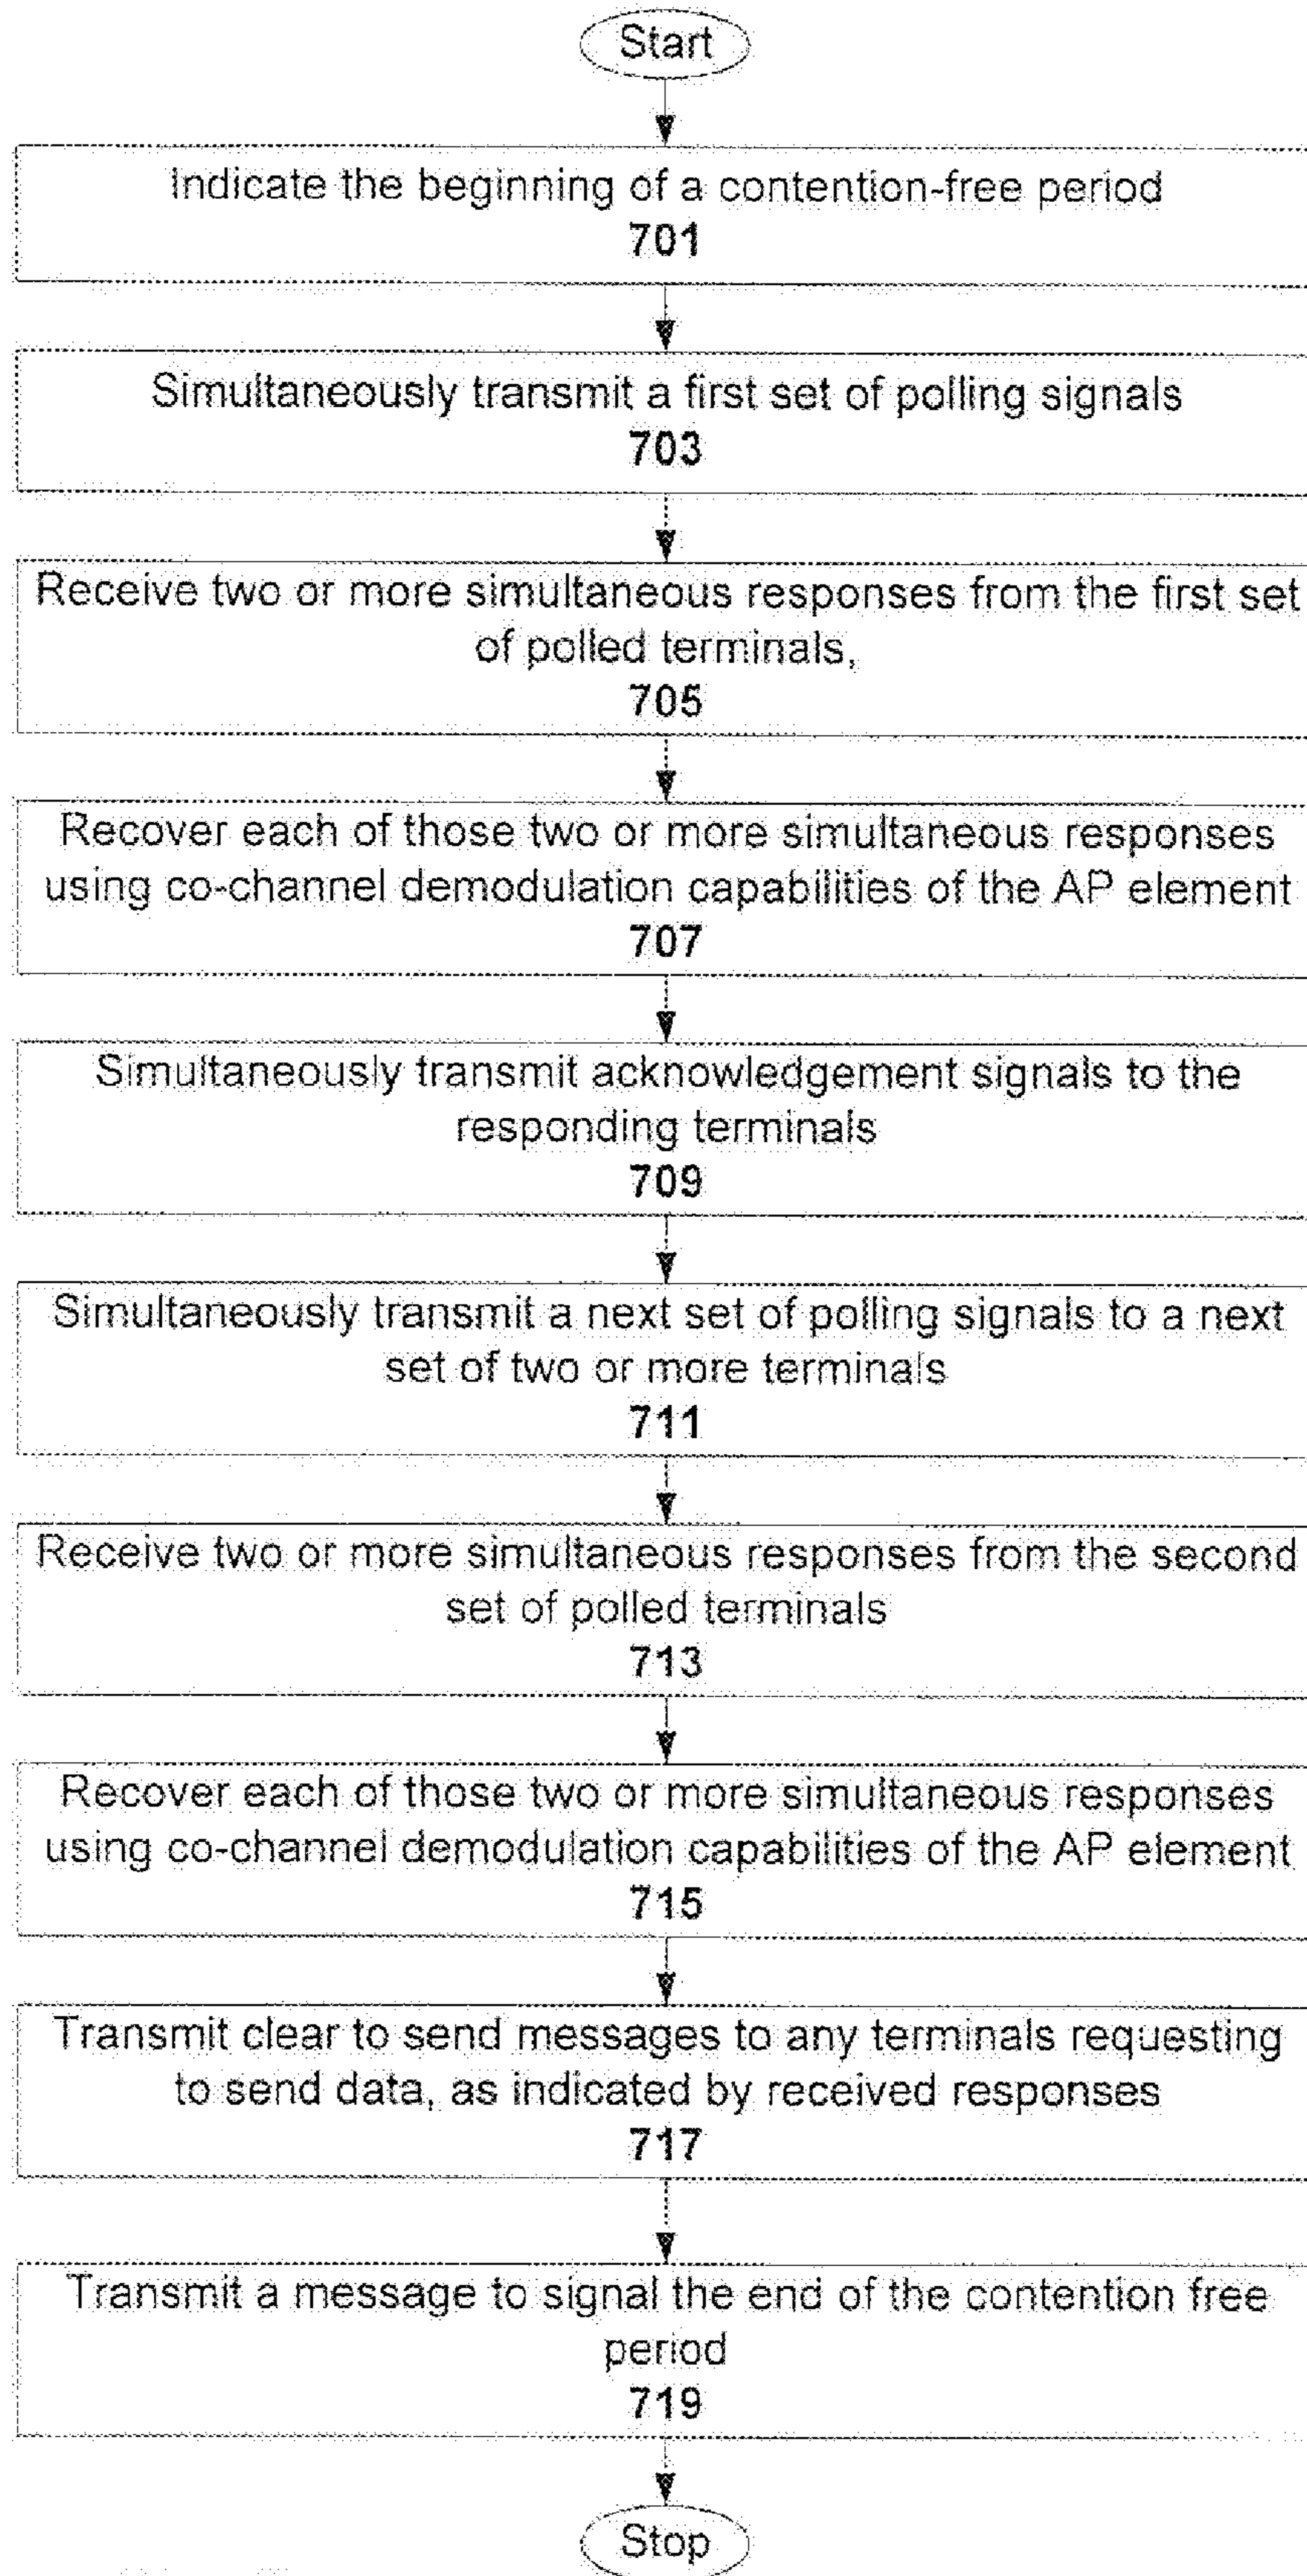 Start
Indicate the beginning of a contention-free period
701
Simultaneously transmit a first set of polling signals
703
Receive two or more simultaneous responses from the first set
of polled terminals,
705
Recover each of those two or more simultaneous responses
using co-channel demodulation capabilities of the AP element
707
Simultaneously transmit acknowledgement signals to the
responding terminals
709
Simultaneously transmit a next set of polling signals to a next
set of two or more terminals
711
Receive two or more simultaneous responses from the second
set of polled terminals
713
Recover each of those two or more simultaneous responses
using co-channel demodulation capabilities of the AP element
715
Transmit clear to send messages to any terminals requesting
to send data, as indicated by received responses
717
Transmit a message to signal the end of the contention free
period
719
Stop